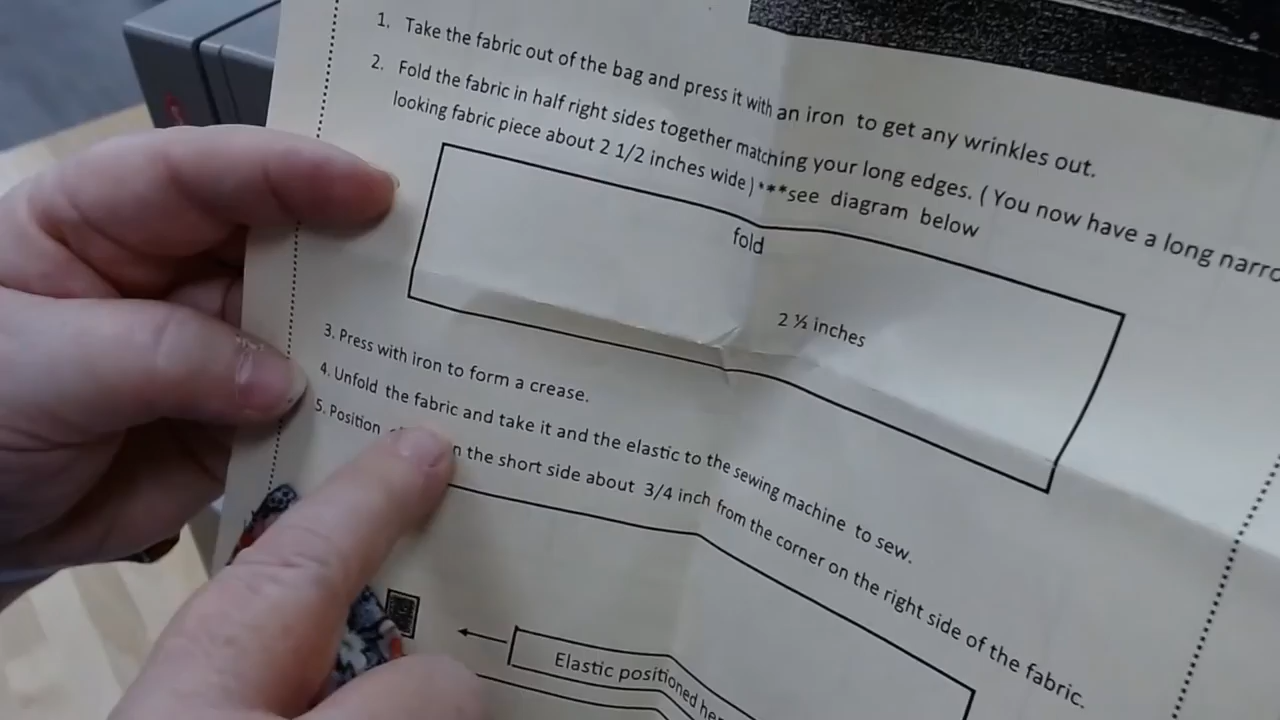 1. Take the fabric out of the bag and press it with an iron to get any wrinkles out.
2. Fold the fabric in half right sides together matching your long edges. ( You now have a long
looking fabric piece about 2 1/2 inches wide) ***see diagram below
fold
2 ½ inches
3. Press with iron to form a crease.
4. Unfold the fabric and take it and the elastic to the sewing machine to sew.
5. Position the short side about 3/4 inch from the corner on the right side of the fabric.
Elastic positioned